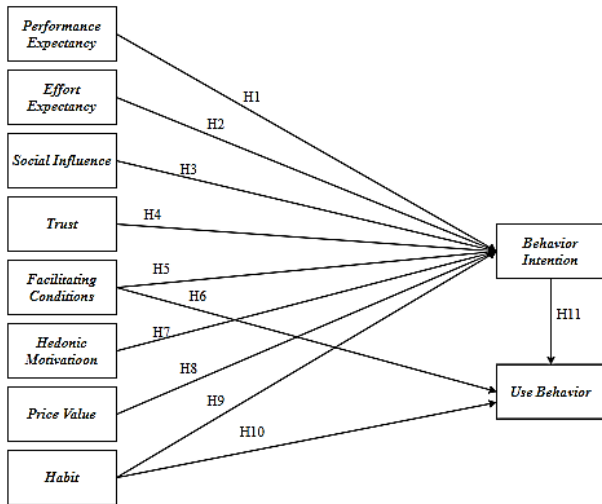 Performance
Expectancy
H1
Effort
Expectancy
H2
Social Influence
H3
Trust
H4
Behavior
Intention
Facilitating
Conditions
H5
H6
H11
Hedonic
Motivatioon
H7
H8
Use Behavior
Price Value
H9
H10
Habit